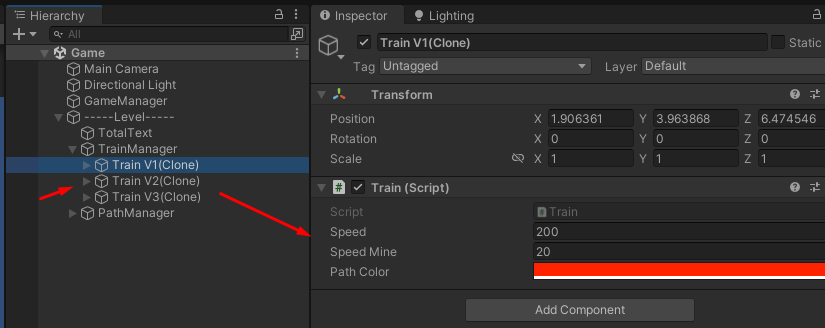 Hierarchy
All
Game
Main Camera
Directional Light
GameManager
-----Level-----
TotalText
TrainManager
Train V1(Clone)
Train V2(Clone)
Train V3(Clone)
PathManager
Inspector Lighting
Train V1(Clone) Static
Tag Untagged Layer Default
Transform
Position X 1.906361 Y 3.963868 Z 6.474546
Rotation X 0 Y 0 Z 0
Scale X 1 Y 1 Z 1
# Train (Script)
Script # Train
Speed 200
Speed Mine 20
Path Color
Add Component